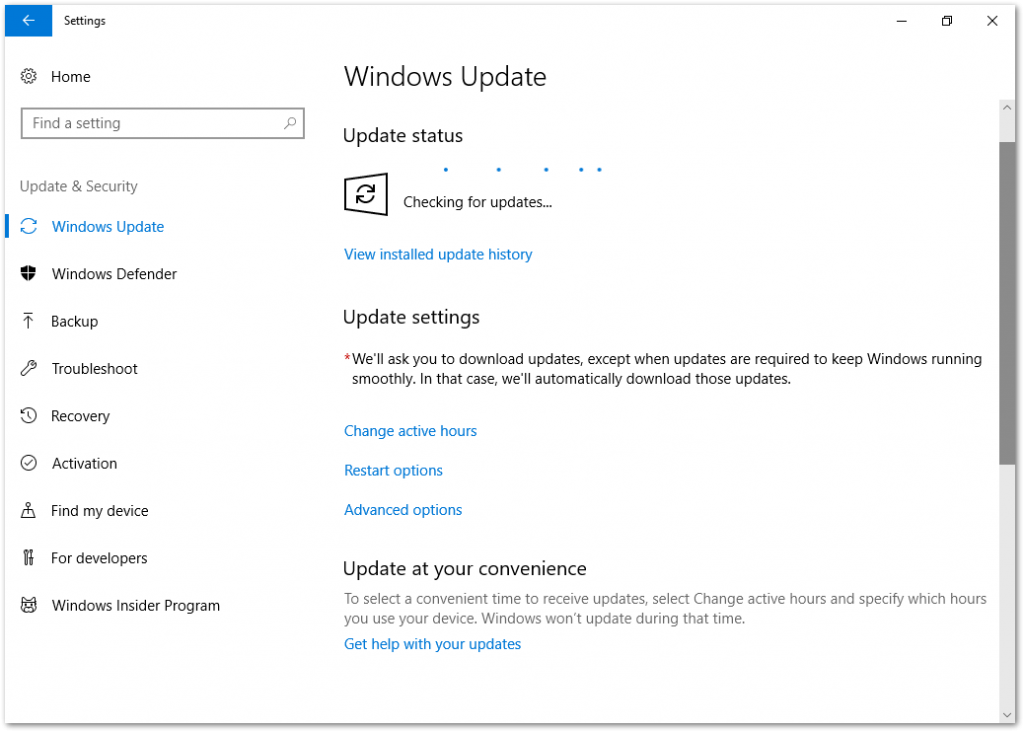 Settings
Home
Find a setting
Update & Security
Windows Update
Windows Defender
Backup
Troubleshoot
Recovery
Activation
Find my device
For developers
Windows Insider Program
Windows Update
Update status
Checking for updates...
View installed update history
Update settings
*We'll ask you to download updates, except when updates are required to keep Windows running
smoothly. In that case, we'll automatically download those updates.
Change active hours
Restart options
Advanced options
Update at your convenience
To select a convenient time to receive updates, select Change active hours and specify which hours
you use your device. Windows won't update during that time.
Get help with your updates